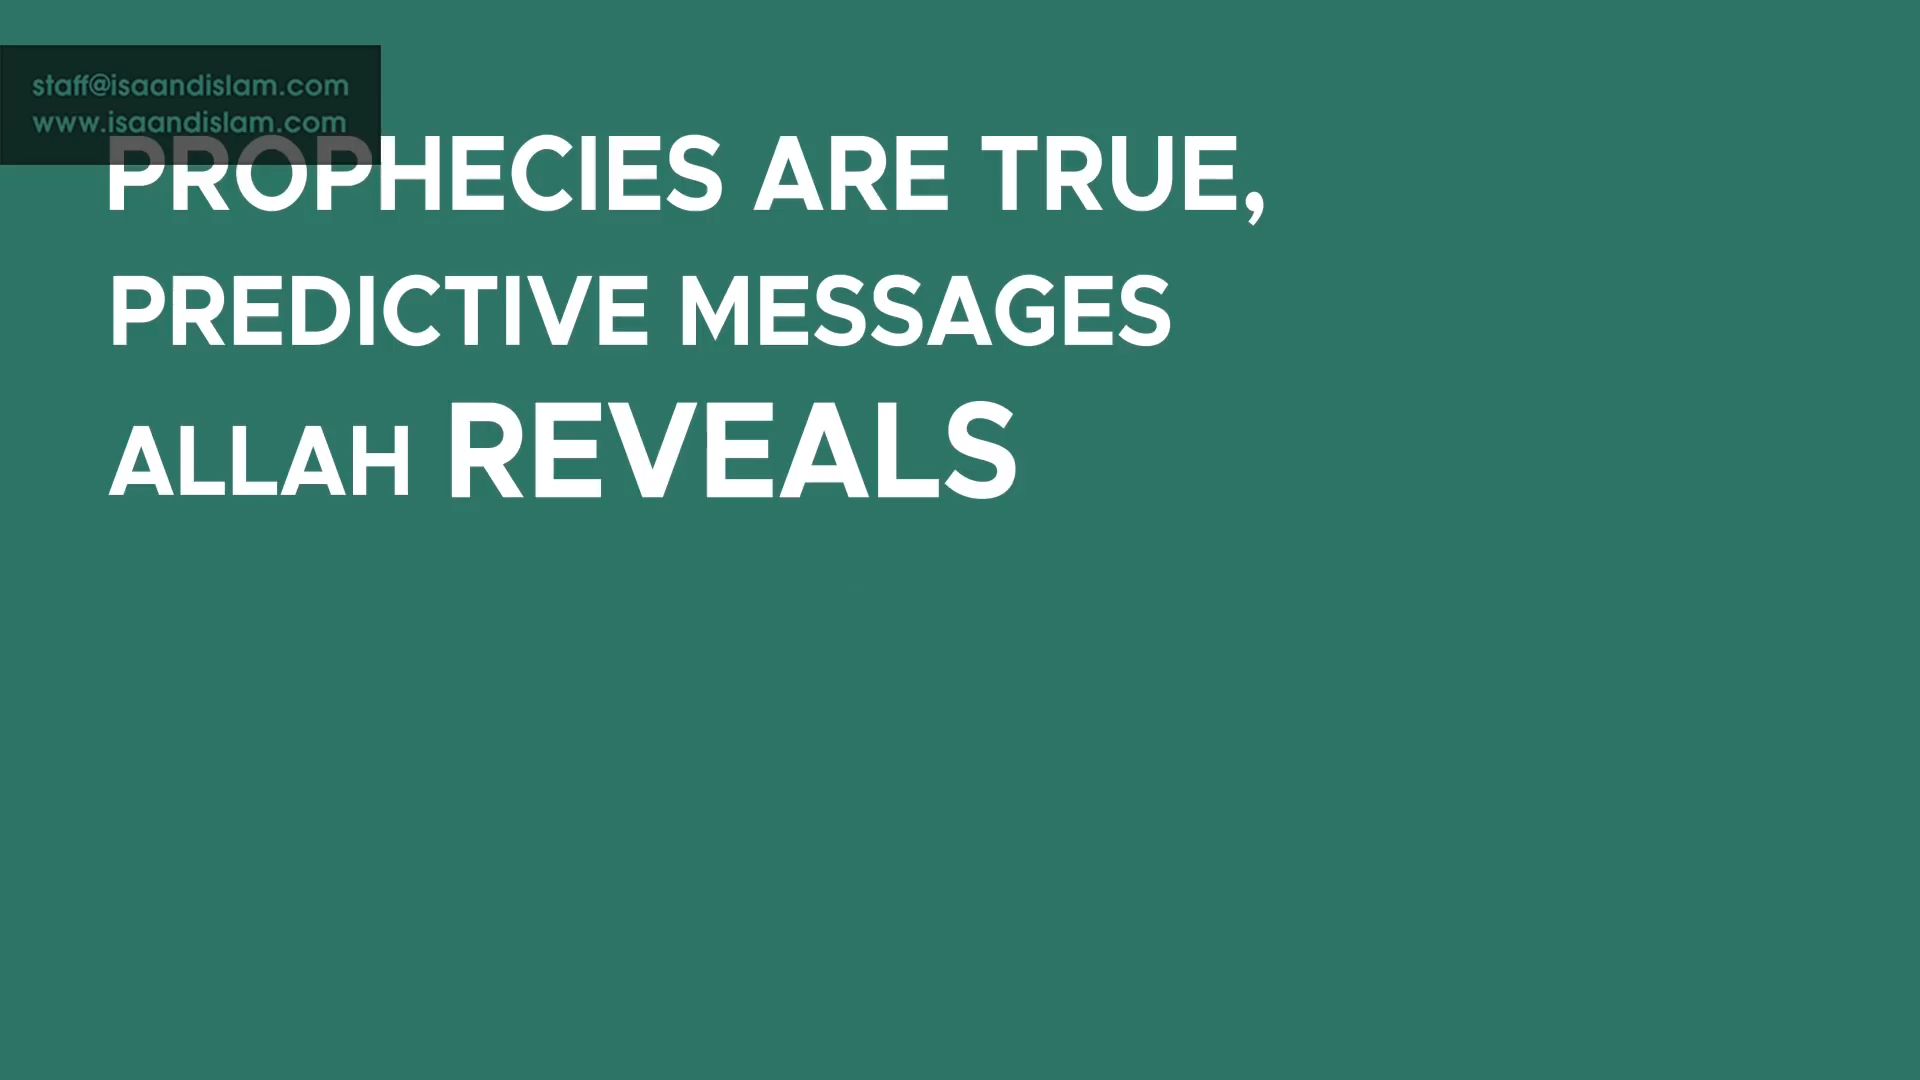 staff@isaandislam.com
www.isaandislam.com
PROPHECIES ARE TRUE,
PREDICTIVE MESSAGES
ALLAH REVEALS